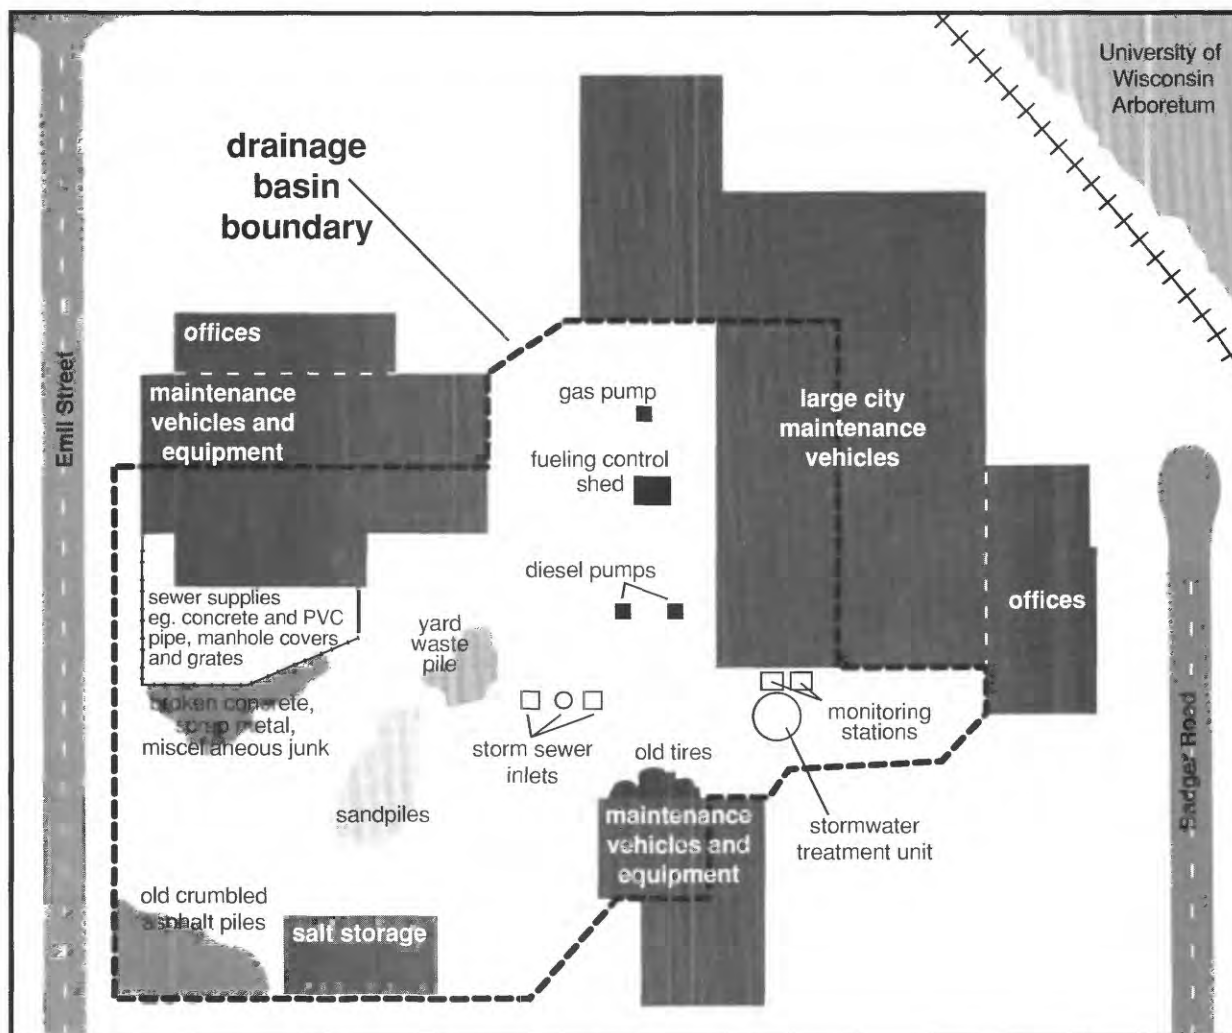 University of
Wisconsin
Arboretum
drainage
basin
boundary
offices
Emil Street
maintenance
vehicles and
equipment
gas pump
large city
maintenance
vehicles
fueling control
shed
diesel pumps
offices
sewer supplies
eg. concrete and PVC
pipe, manhole covers
and grates
yard
waste
pile
broken concrete,
scrap metal,
miscellaneous junk
storm sewer
inlets
monitoring
stations
old tires
Badger Road
sandpiles
maintenance
vehicles and
equipment
stormwater
treatment unit
old crumbled
asphalt piles
salt storage